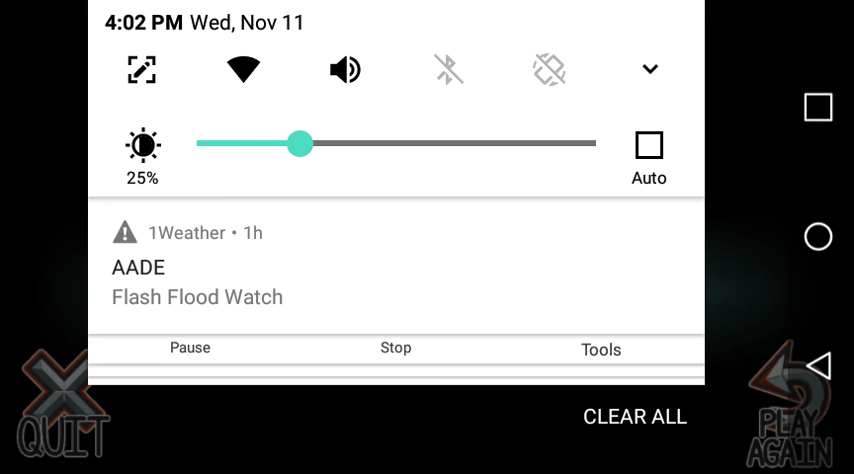 4:02 PM Wed, Nov 11
25%
Auto
1Weather • 1h
AADE
Flash Flood Watch
Pause Stop Tools
CLEAR ALL
QUIT
PLAY
AGAIN